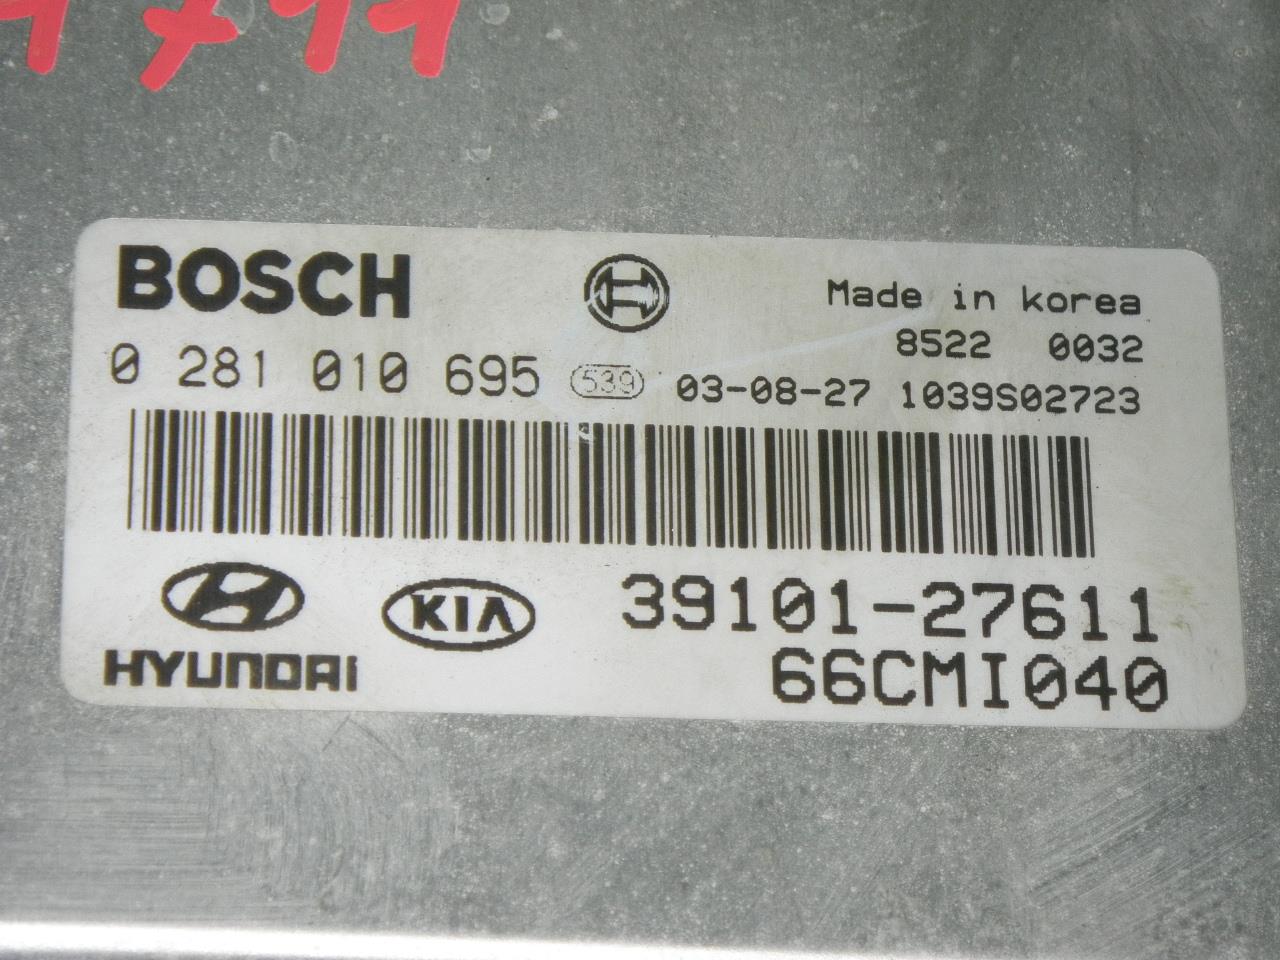 BOSCH
Made in korea
8522 0032
0 281 010 695 539 03-08-27 1039S02723
HYUNDAI KIA 39101-27611
66CMI040